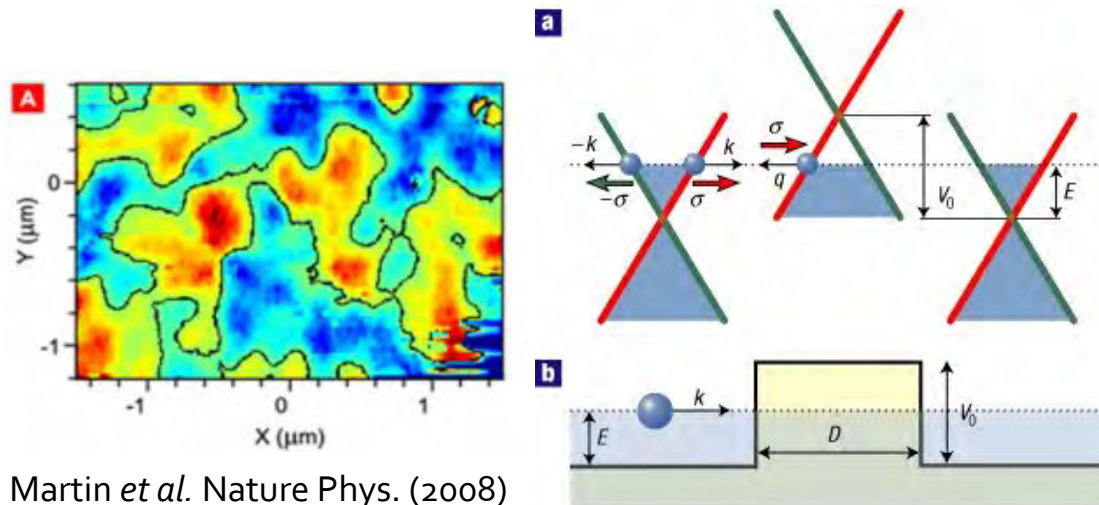 A
Y (μm)
0
-1
-1
0
1
X (μm)
Martin et al. Nature Phys. (2008)
a
-k
k
-σ
σ
σ
q
V₀
E
b
k
E
D
V₀